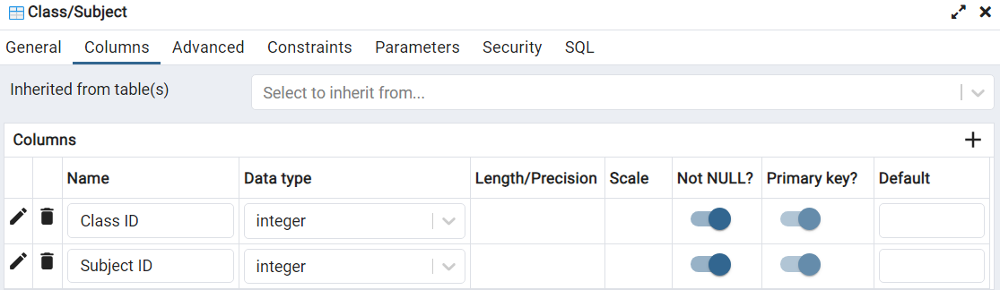 Class/Subject
General Columns Advanced Constraints Parameters Security SQL
Inherited from table(s) Select to inherit from...
Columns
Name Data type Length/Precision Scale Not NULL? Primary key? Default
Class ID integer
Subject ID integer